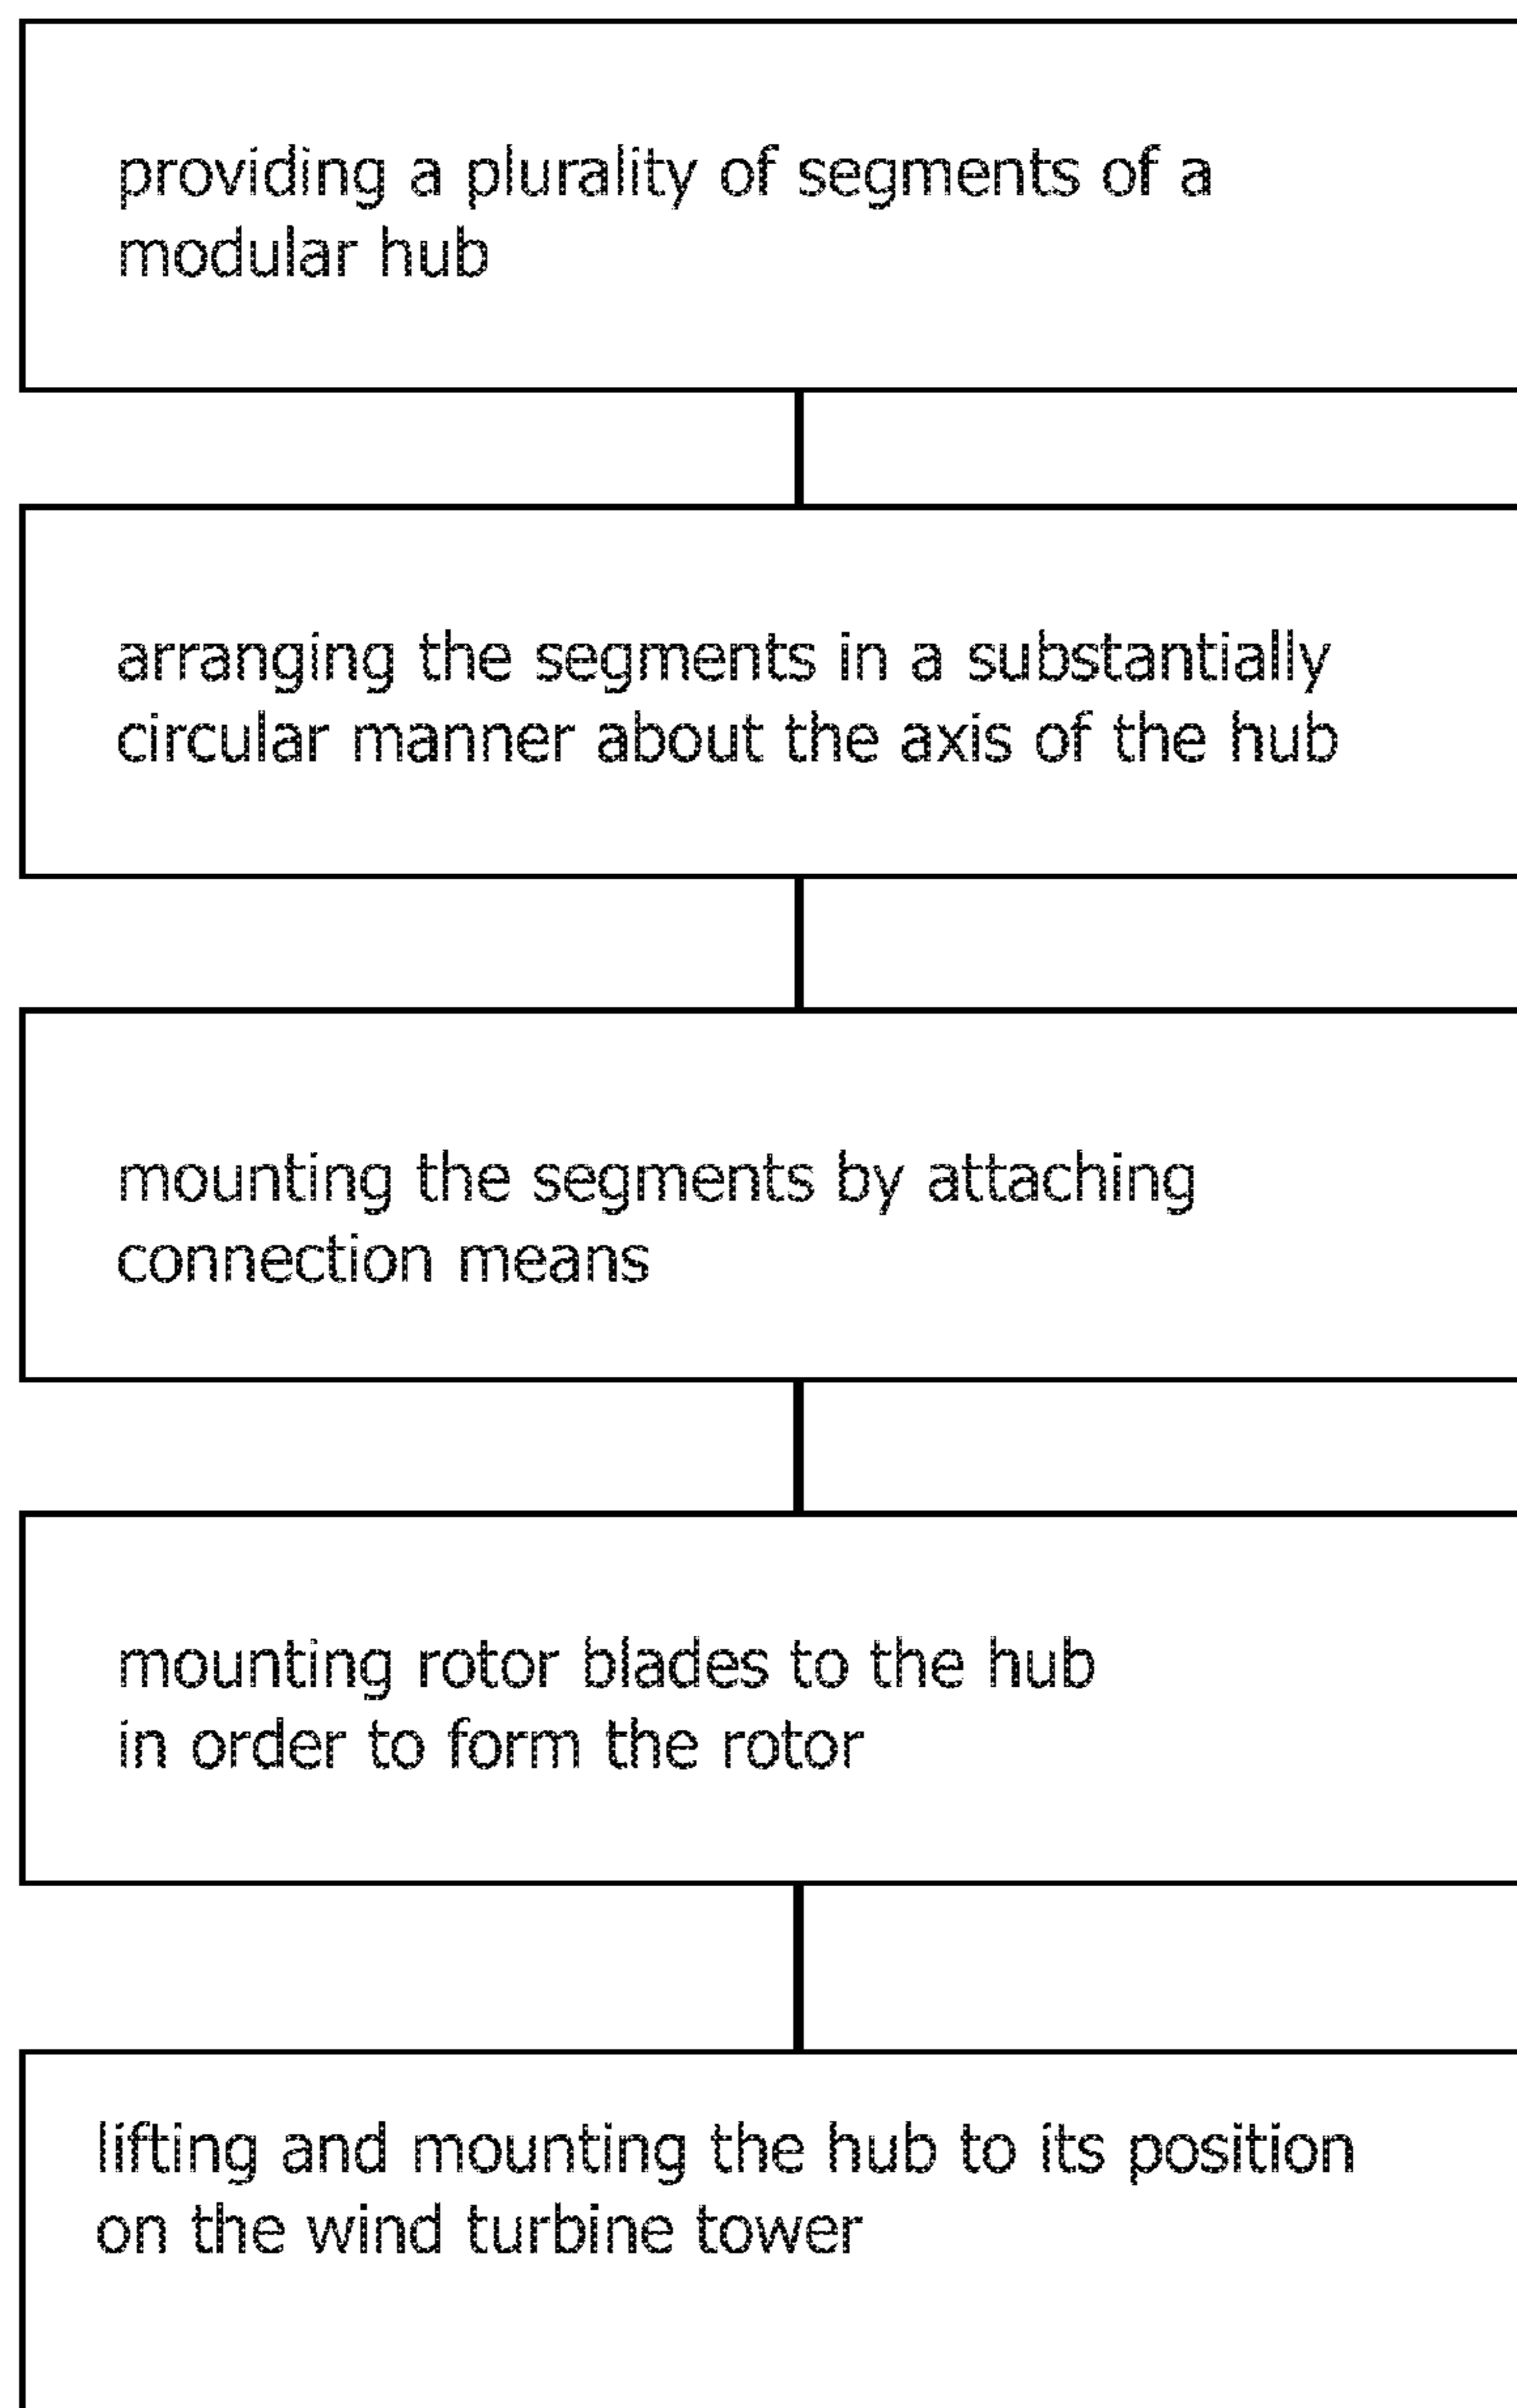 providing a plurality of segments of a
modular hub
arranging the segments in a substantially
circular manner about the axis of the hub
mounting the segments by attaching
connection means
mounting rotor blades to the hub
in order to form the rotor
lifting and mounting the hub to its position
on the wind turbine tower